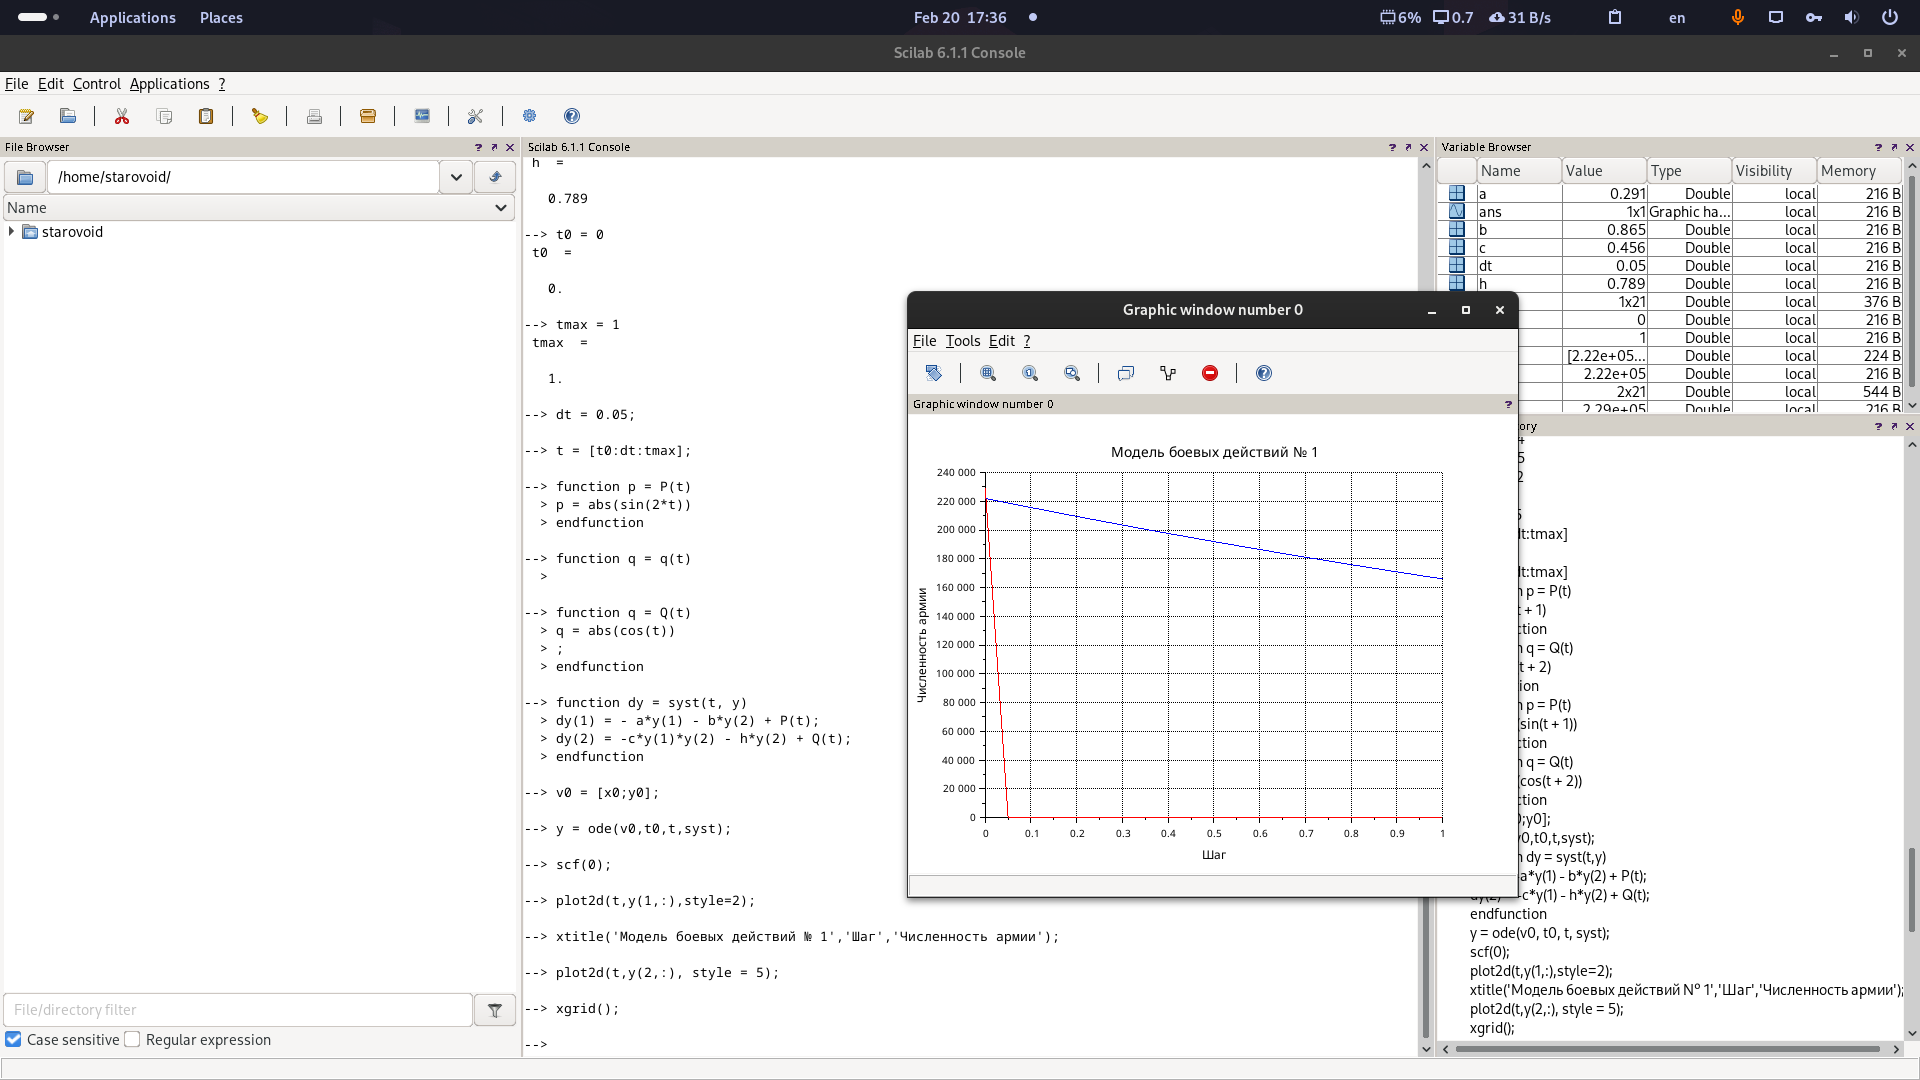 Applications Places
Feb 20 17:36
6% 0.7 31 B/s
en
Scilab 6.1.1 Console
File Edit Control Applications ?
File Browser ?
/home/starovoid/
Name
starovoid
File/directory filter
Case sensitive Regular expression
Scilab 6.1.1 Console ?
h =
0.789
--> t0 = 0
t0 =
0.
--> tmax = 1
tmax =
1.
--> dt = 0.05;
--> t = [t0:dt:tmax];
--> function p = P(t)
> p = abs(sin(2*t))
> endfunction
--> function q = q(t)
>
--> function q = Q(t)
> q = abs(cos(t))
> ;
> endfunction
--> function dy = syst(t, y)
> dy(1) = - a*y(1) - b*y(2) + P(t);
> dy(2) = -c*y(1)*y(2) - h*y(2) + Q(t);
> endfunction
--> v0 = [x0;y0];
--> y = ode(v0,t0,t,syst);
--> scf(0);
--> plot2d(t,y(1,:),style=2);
--> xtitle('Модель боевых действий № 1','Шаг','Численность армии');
--> plot2d(t,y(2,:), style = 5);
--> xgrid();
-->
Graphic window number 0
File Tools Edit ?
Graphic window number 0 ?
Модель боевых действий № 1
Численность армии
240 000
220 000
200 000
180 000
160 000
140 000
120 000
100 000
80 000
60 000
40 000
20 000
0
0 0.1 0.2 0.3 0.4 0.5 0.6 0.7 0.8 0.9 1
Шаг
Variable Browser ?
Name Value Type Visibility Memory
a 0.291 Double local 216 B
ans 1x1 Graphic ha... local 216 B
b 0.865 Double local 216 B
c 0.456 Double local 216 B
dt 0.05 Double local 216 B
h 0.789 Double local 216 B
1x21 Double local 376 B
0 Double local 216 B
1 Double local 216 B
[2.22e+05... Double local 224 B
2.22e+05 Double local 216 B
2x21 Double local 544 B
2.29e+05 Double local 216 B
ory ?
4
5
2
5
dt:tmax]
dt:tmax]
n p = P(t)
t + 1)
ction
n q = Q(t)
t + 2)
ion
n p = P(t)
(sin(t + 1))
ction
n q = Q(t)
(cos(t + 2))
ction
0;y0];
v0,t0,t,syst);
n dy = syst(t,y)
a*y(1) - b*y(2) + P(t);
dy(2) = -c*y(1) - h*y(2) + Q(t);
endfunction
y = ode(v0, t0, t, syst);
scf(0);
plot2d(t,y(1,:),style=2);
xtitle('Модель боевых действий № 1','Шаг','Численность армии');
plot2d(t,y(2,:), style = 5);
xgrid();